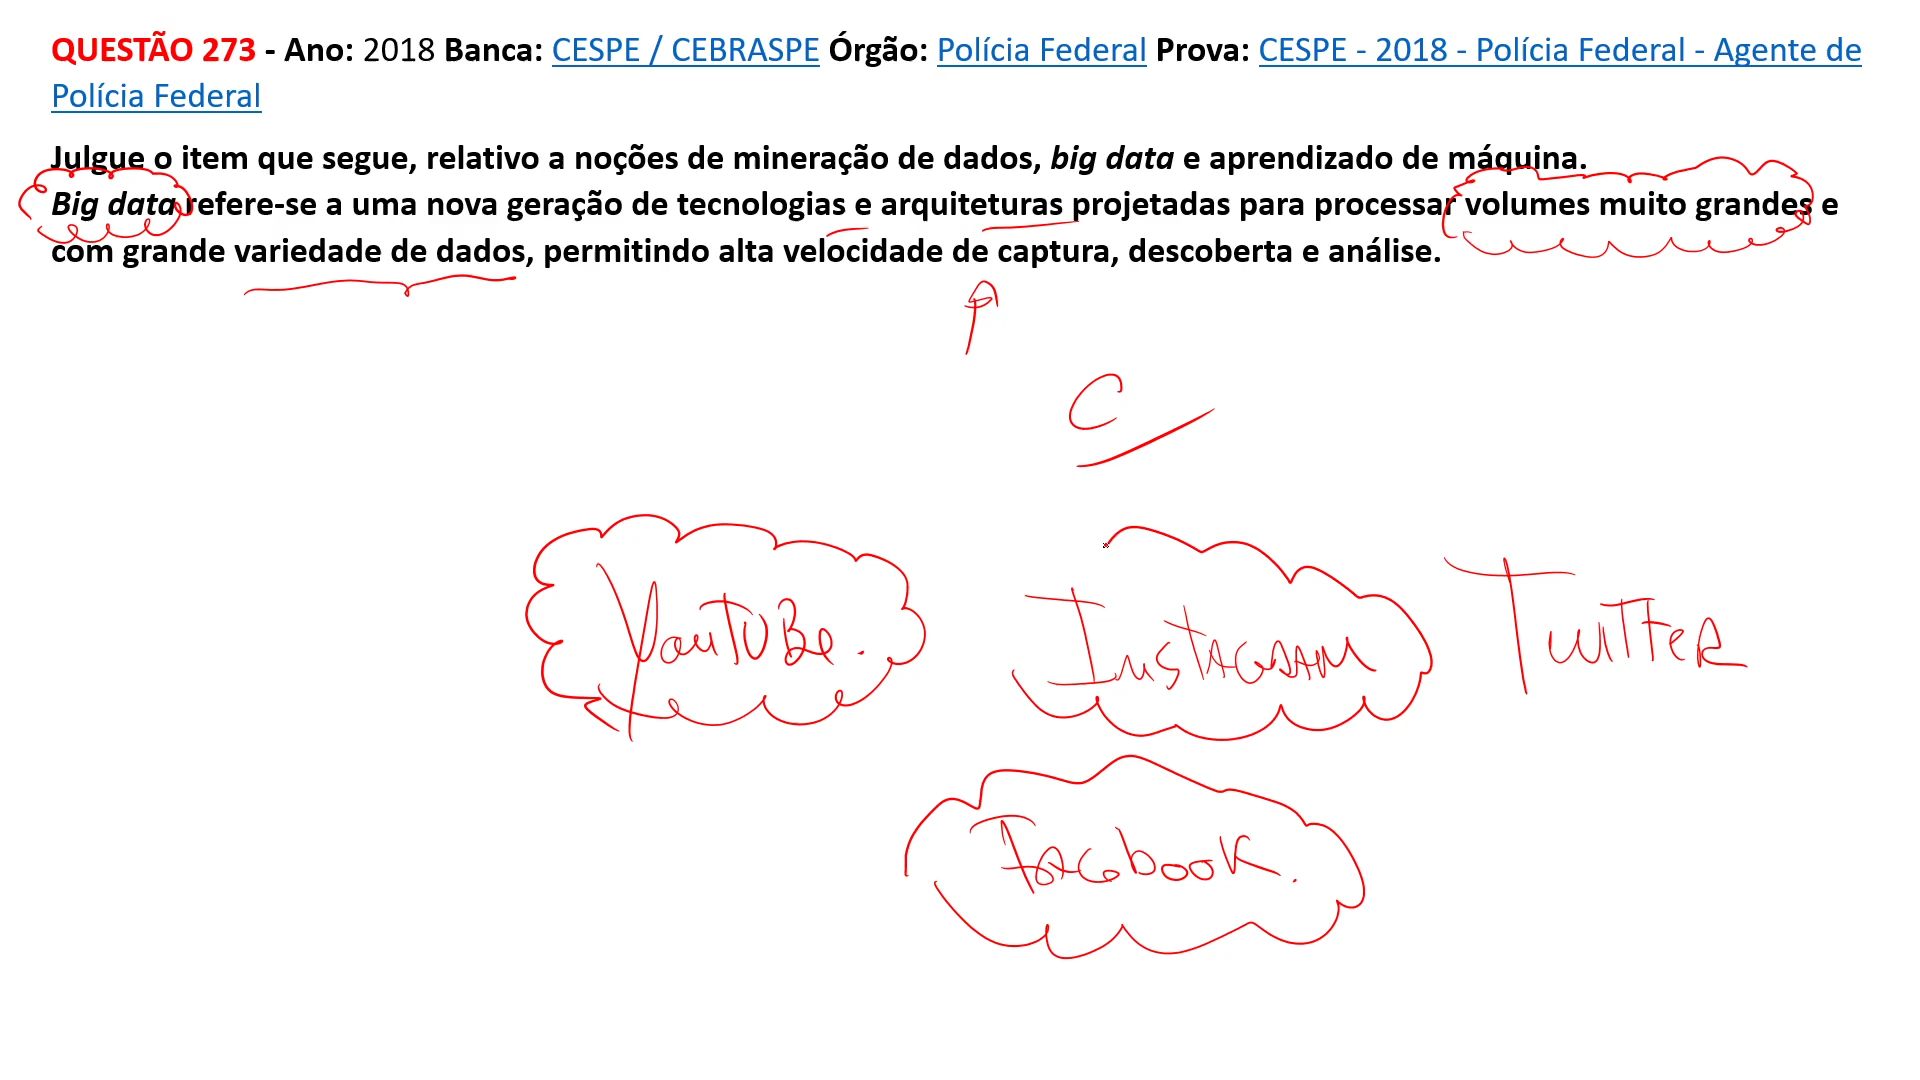 QUESTÃO 273 - Ano: 2018 Banca: CESPE / CEBRASPE Órgão: Polícia Federal Prova: CESPE - 2018 - Polícia Federal - Agente de
Polícia Federal
Julgue o item que segue, relativo a noções de mineração de dados, big data e aprendizado de máquina.
Big data refere-se a uma nova geração de tecnologias e arquiteturas projetadas para processar volumes muito grandes e
com grande variedade de dados, permitindo alta velocidade de captura, descoberta e análise.
C
YouTUBe. INSTAGRAM TWITTeR
Facebook.